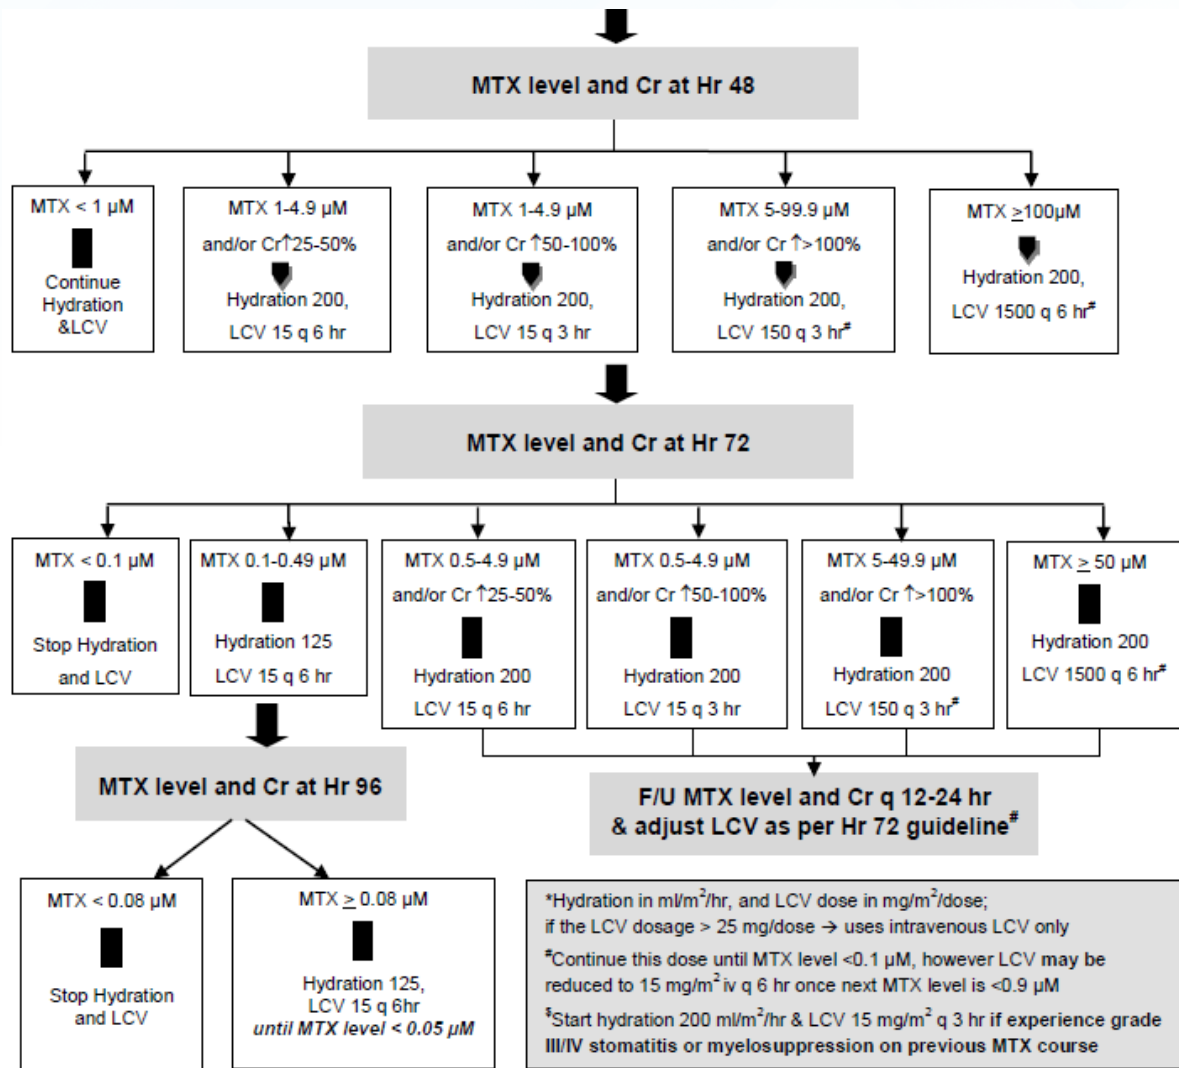 MTX level and Cr at Hr 48
MTX < 1 µM
Continue
Hydration
&LCV
MTX 1-4.9 µM
and/or Cr↑25-50%
Hydration 200,
LCV 15 q 6 hr
MTX 1-4.9 µM
and/or Cr ↑50-100%
Hydration 200,
LCV 15 q 3 hr
MTX 5-99.9 µM
and/or Cr ↑>100%
Hydration 200,
LCV 150 q 3 hr#
MTX ≥100µM
Hydration 200,
LCV 1500 q 6 hr#
MTX level and Cr at Hr 72
MTX < 0.1 µM
Stop Hydration
and LCV
MTX 0.1-0.49 µM
Hydration 125
LCV 15 q 6 hr
MTX 0.5-4.9 µM
and/or Cr ↑25-50%
Hydration 200
LCV 15 q 6 hr
MTX 0.5-4.9 µM
and/or Cr ↑50-100%
Hydration 200
LCV 15 q 3 hr
MTX 5-49.9 µM
and/or Cr ↑>100%
Hydration 200
LCV 150 q 3 hr#
MTX ≥ 50 µM
Hydration 200
LCV 1500 q 6 hr#
MTX level and Cr at Hr 96
F/U MTX level and Cr q 12-24 hr
& adjust LCV as per Hr 72 guideline#
MTX < 0.08 µM
Stop Hydration
and LCV
MTX ≥ 0.08 µM
Hydration 125,
LCV 15 q 6hr
until MTX level < 0.05 µM
*Hydration in ml/m²/hr, and LCV dose in mg/m²/dose;
if the LCV dosage > 25 mg/dose → uses intravenous LCV only
#Continue this dose until MTX level <0.1 µM, however LCV may be
reduced to 15 mg/m² iv q 6 hr once next MTX level is <0.9 µM
$Start hydration 200 ml/m²/hr & LCV 15 mg/m² q 3 hr if experience grade
III/IV stomatitis or myelosuppression on previous MTX course